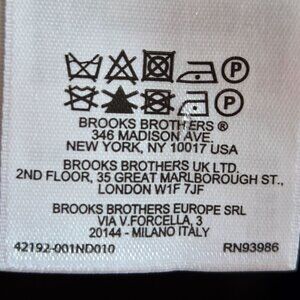 P
P
BROOKS BROTHERS ®
346 MADISON AVE.
NEW YORK, NY 10017 USA
BROOKS BROTHERS UK LTD.
2ND FLOOR, 35 GREAT MARLBOROUGH ST.,
LONDON W1F 7JF
BROOKS BROTHERS EUROPE SRL
VIA V.FORCELLA, 3
20144 - MILANO ITALY
42192-001ND010 RN93986